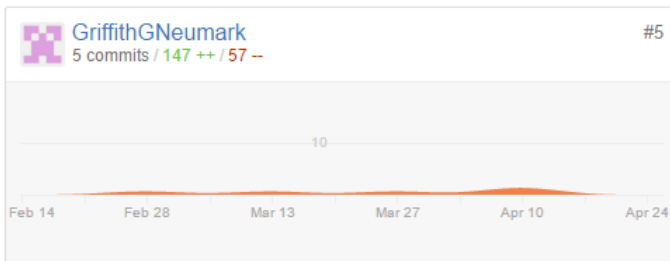 GriffithGNeumark #5
5 commits / 147 ++ / 57 --
10
Feb 14 Feb 28 Mar 13 Mar 27 Apr 10 Apr 24